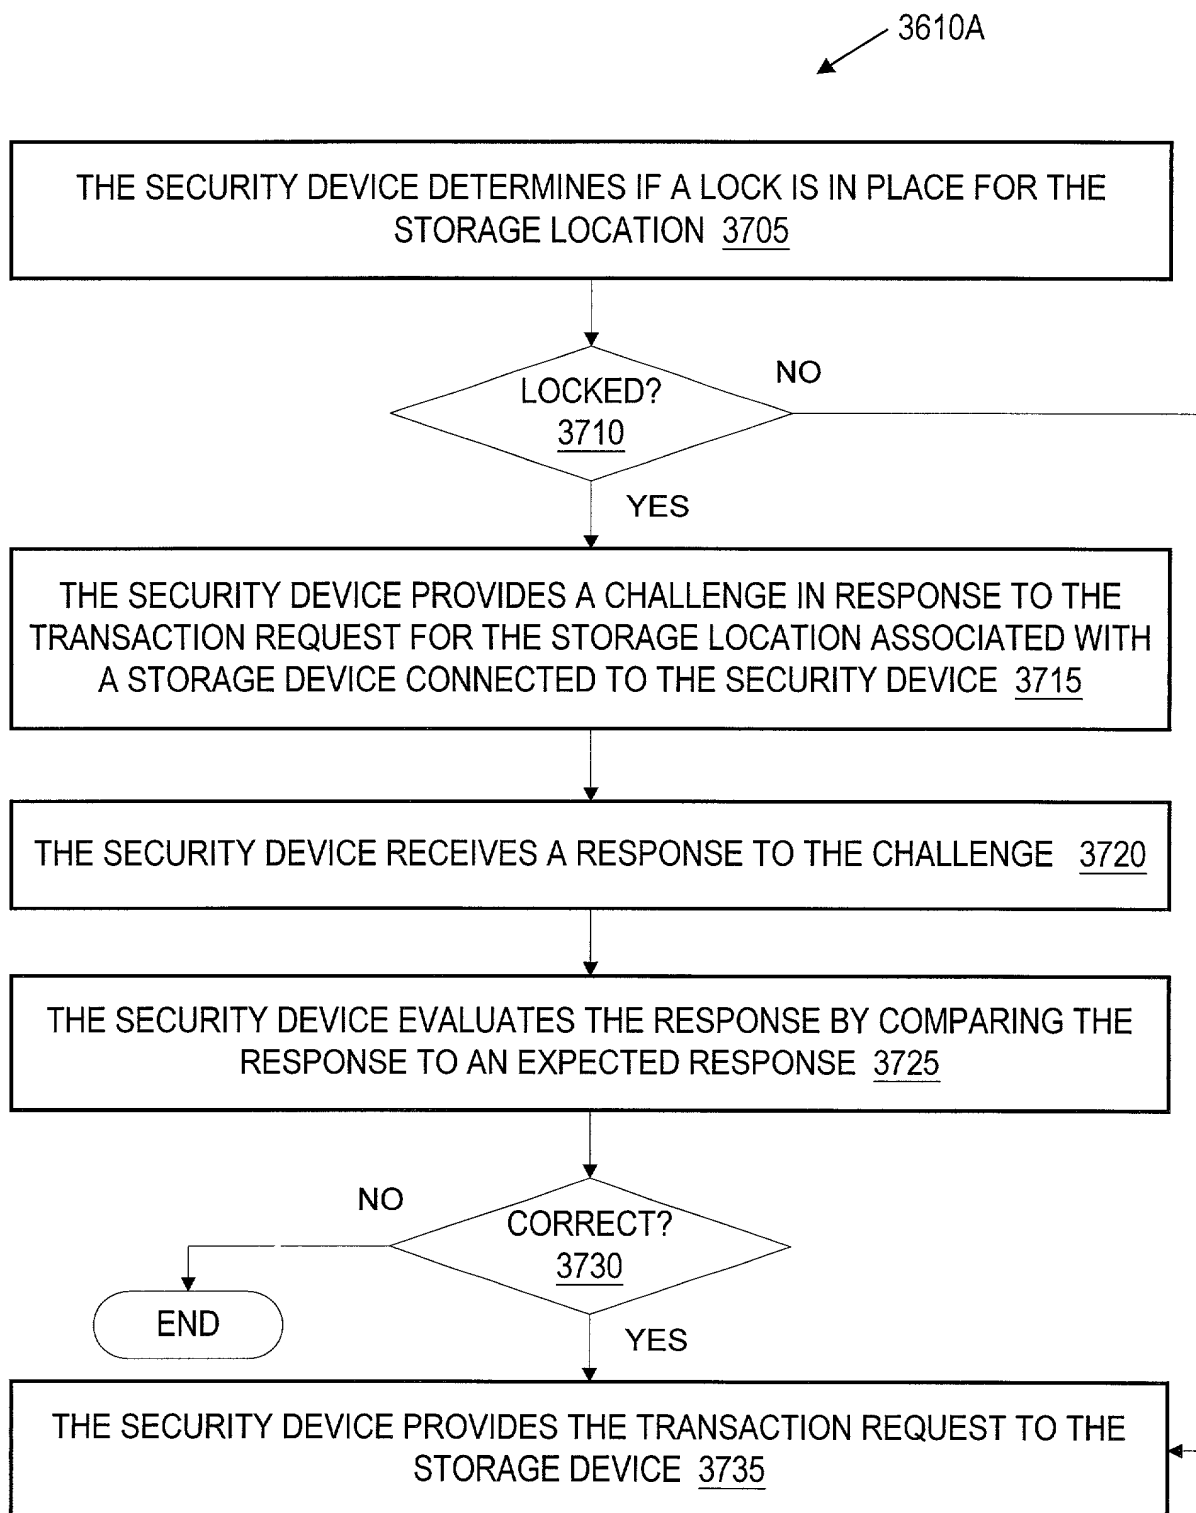 3610A
THE SECURITY DEVICE DETERMINES IF A LOCK IS IN PLACE FOR THE
STORAGE LOCATION 3705
LOCKED?
3710
NO
YES
THE SECURITY DEVICE PROVIDES A CHALLENGE IN RESPONSE TO THE
TRANSACTION REQUEST FOR THE STORAGE LOCATION ASSOCIATED WITH
A STORAGE DEVICE CONNECTED TO THE SECURITY DEVICE 3715
THE SECURITY DEVICE RECEIVES A RESPONSE TO THE CHALLENGE 3720
THE SECURITY DEVICE EVALUATES THE RESPONSE BY COMPARING THE
RESPONSE TO AN EXPECTED RESPONSE 3725
NO
CORRECT?
3730
END
YES
THE SECURITY DEVICE PROVIDES THE TRANSACTION REQUEST TO THE
STORAGE DEVICE 3735